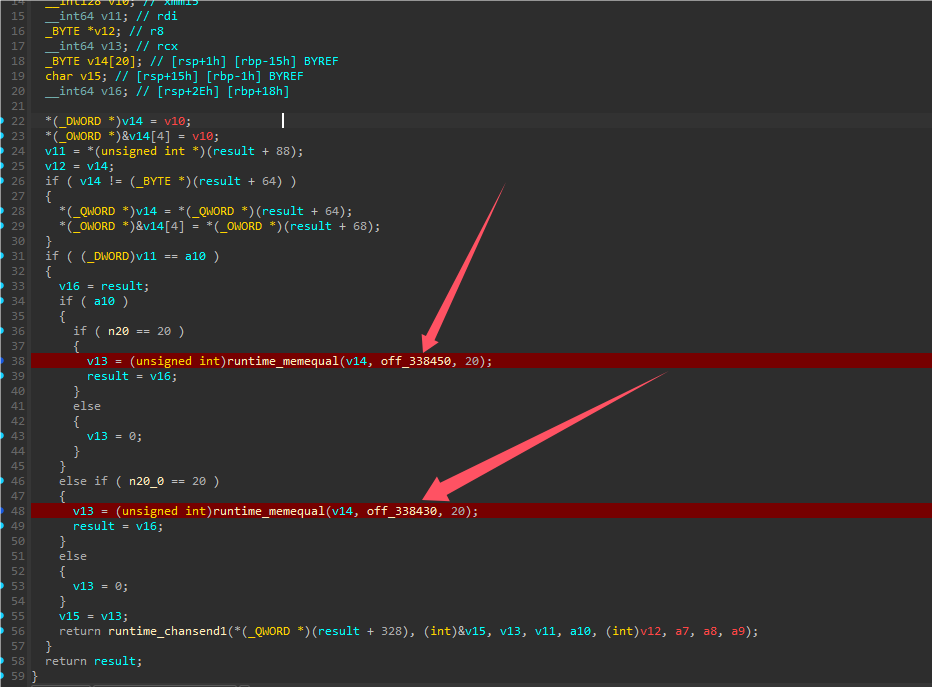 14 __int128 v10; // xmm15
15 __int64 v11; // rdi
16 _BYTE *v12; // r8
17 __int64 v13; // rcx
18 _BYTE v14[20]; // [rsp+1h] [rbp-15h] BYREF
19 char v15; // [rsp+15h] [rbp-1h] BYREF
20 __int64 v16; // [rsp+2Eh] [rbp+18h]
21
22 *(_DWORD *)v14 = v10;
23 *(_OWORD *)&v14[4] = v10;
24 v11 = *(unsigned int *)(result + 88);
25 v12 = v14;
26 if ( v14 != (_BYTE *)(result + 64) )
27 {
28 *(_QWORD *)v14 = *(_QWORD *)(result + 64);
29 *(_OWORD *)&v14[4] = *(_OWORD *)(result + 68);
30 }
31 if ( (_DWORD)v11 == a10 )
32 {
33 v16 = result;
34 if ( a10 )
35 {
36 if ( n20 == 20 )
37 {
38 v13 = (unsigned int)runtime_memequal(v14, off_338450, 20);
39 result = v16;
40 }
41 else
42 {
43 v13 = 0;
44 }
45 }
46 else if ( n20_0 == 20 )
47 {
48 v13 = (unsigned int)runtime_memequal(v14, off_338430, 20);
49 result = v16;
50 }
51 else
52 {
53 v13 = 0;
54 }
55 v15 = v13;
56 return runtime_chansend1(*(_QWORD *)(result + 328), (int)&v15, v13, v11, a10, (int)v12, a7, a8, a9);
57 }
58 return result;
59 }